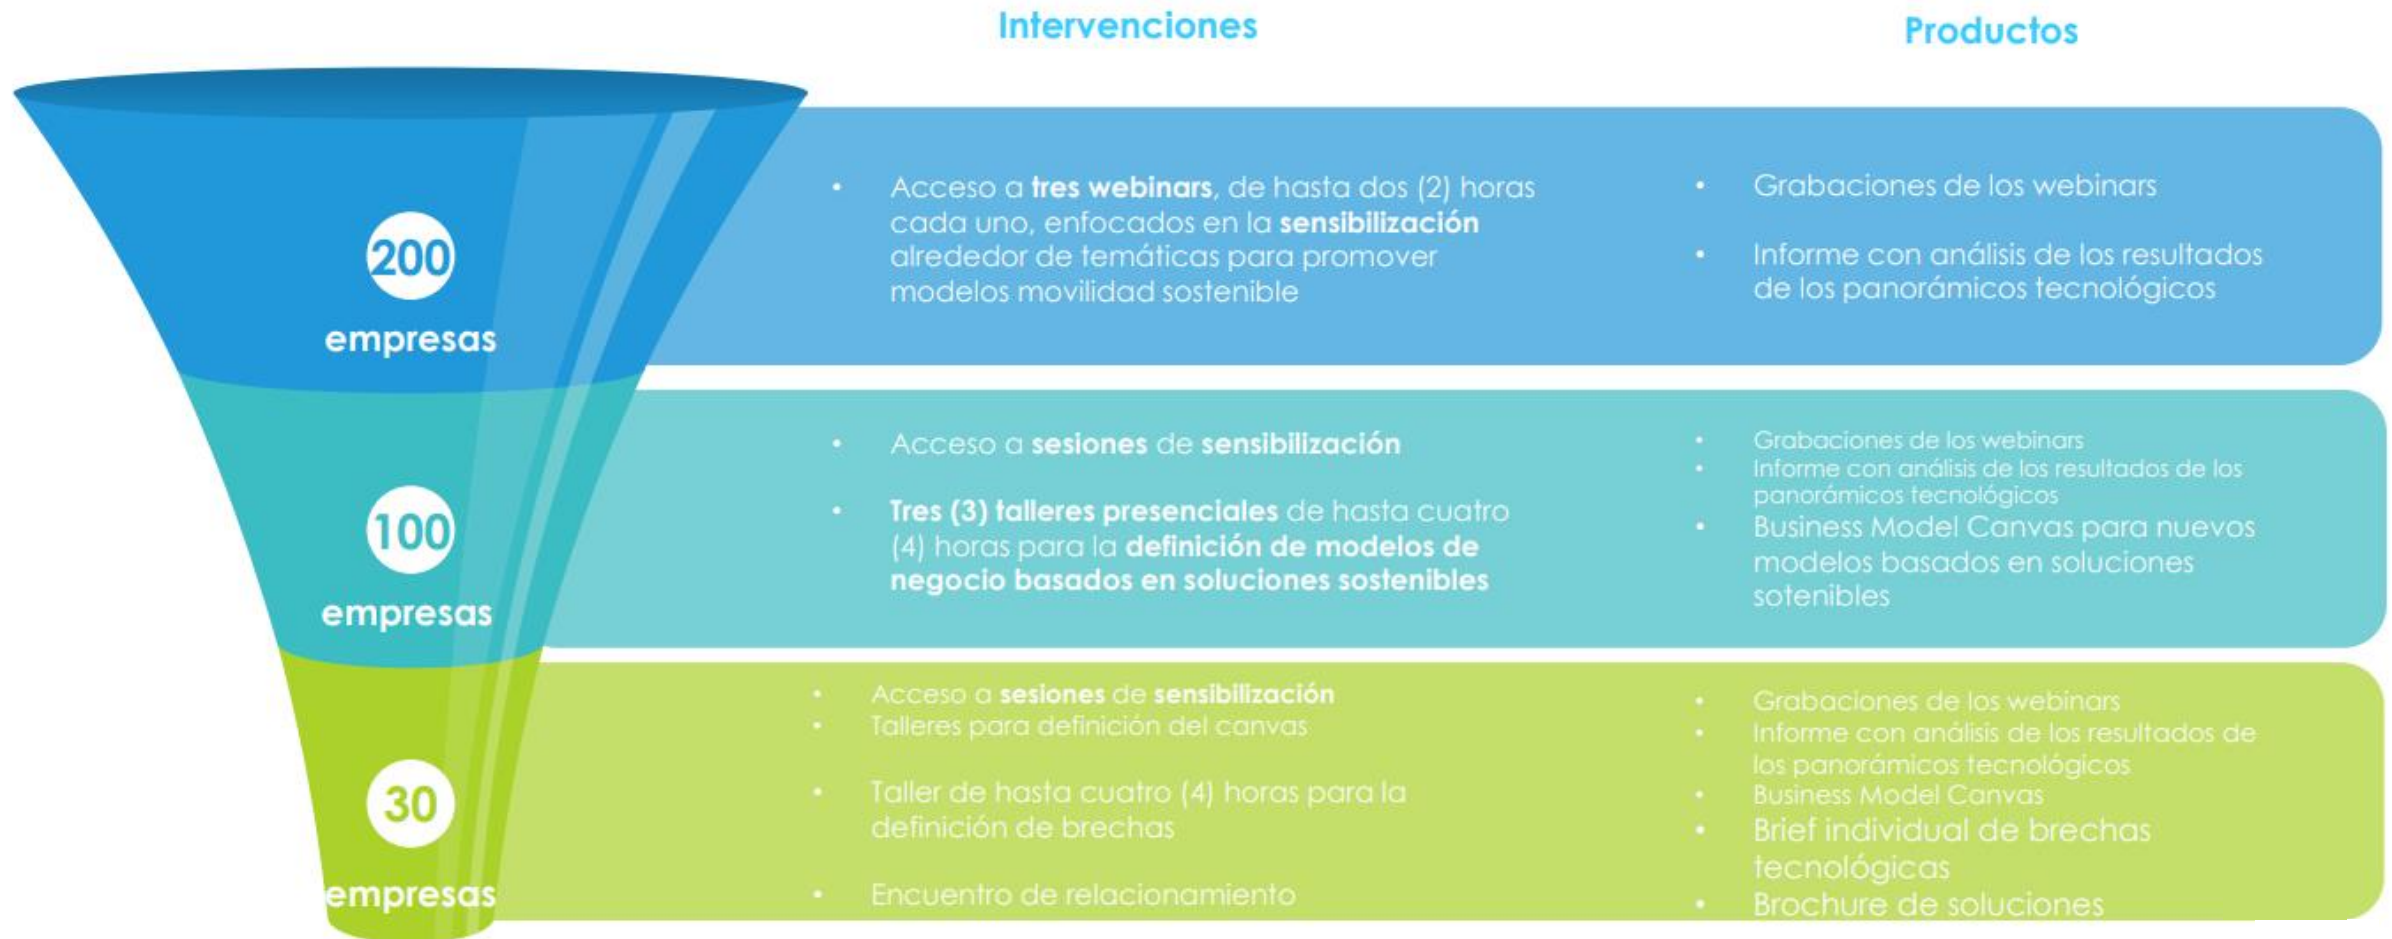 Intervenciones
Productos
200
empresas
• Acceso a tres webinars, de hasta dos (2) horas
cada uno, enfocados en la sensibilización
alrededor de temáticas para promover
modelos movilidad sostenible
• Grabaciones de los webinars
• Informe con análisis de los resultados
de los panorámicos tecnológicos
100
empresas
• Acceso a sesiones de sensibilización
• Tres (3) talleres presenciales de hasta cuatro
(4) horas para la definición de modelos de
negocio basados en soluciones sostenibles
• Grabaciones de los webinars
• Informe con análisis de los resultados de los
panorámicos tecnológicos
• Business Model Canvas para nuevos
modelos basados en soluciones
sotenibles
30
empresas
• Acceso a sesiones de sensibilización
• Talleres para definición del canvas
• Taller de hasta cuatro (4) horas para la
definición de brechas
• Encuentro de relacionamiento
• Grabaciones de los webinars
• Informe con análisis de los resultados de
los panorámicos tecnológicos
• Business Model Canvas
• Brief individual de brechas
tecnológicas
• Brochure de soluciones